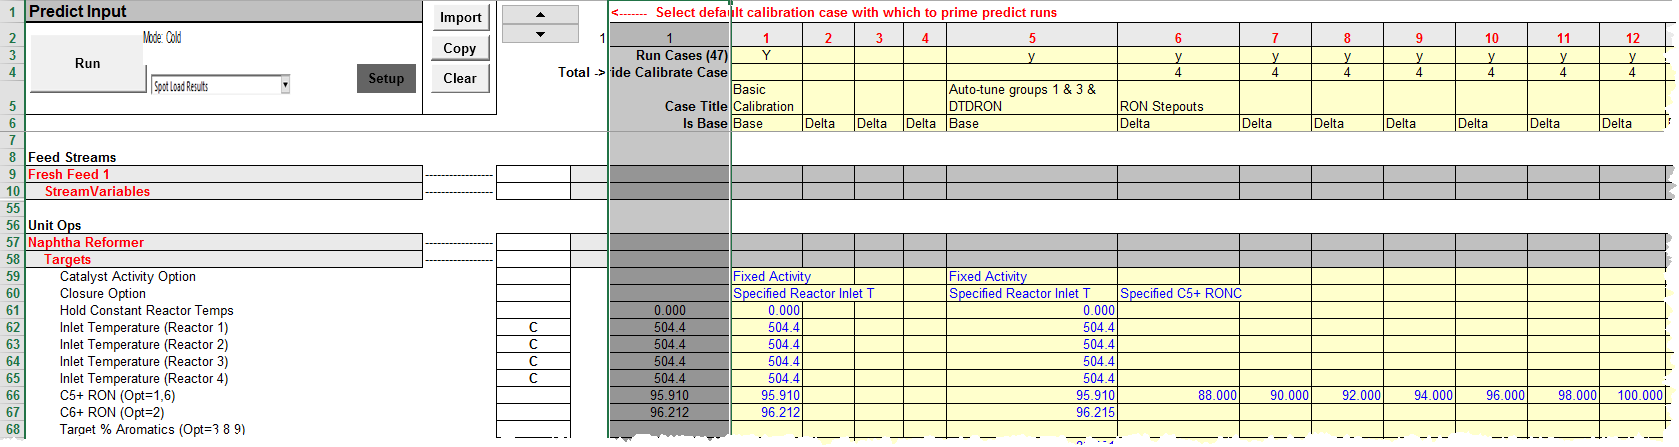 1 Predict Input Import <------- Select default calibration case with which to prime predict runs
2 Mode: Cold 1 1 1 2 3 4 5 6 7 8 9 10 11 12
3 Run Copy Run Cases (47) Y y y y y y y y y
4 Spot Load Results Setup Clear Total -> ide Calibrate Case 4 4 4 4 4 4 4
Basic Auto-tune groups 1 & 3 &
5 Case Title Calibration DTDRON RON Stepouts
6 Is Base Base Delta Delta Delta Base Delta Delta Delta Delta Delta Delta Delta
7
8 Feed Streams
9 Fresh Feed 1 -----------------
10 StreamVariables -----------------
55
56 Unit Ops
57 Naphtha Reformer -----------------
58 Targets -----------------
59 Catalyst Activity Option Fixed Activity Fixed Activity
60 Closure Option Specified Reactor Inlet T Specified Reactor Inlet T Specified C5+ RONC
61 Hold Constant Reactor Temps 0.000 0.000 0.000
62 Inlet Temperature (Reactor 1) C 504.4 504.4 504.4
63 Inlet Temperature (Reactor 2) C 504.4 504.4 504.4
64 Inlet Temperature (Reactor 3) C 504.4 504.4 504.4
65 Inlet Temperature (Reactor 4) C 504.4 504.4 504.4
66 C5+ RON (Opt=1,6) 95.910 95.910 95.910 88.000 90.000 92.000 94.000 96.000 98.000 100.000
67 C6+ RON (Opt=2) 96.212 96.212 96.215
68 Target % Aromatics (Opt=3 8 9)